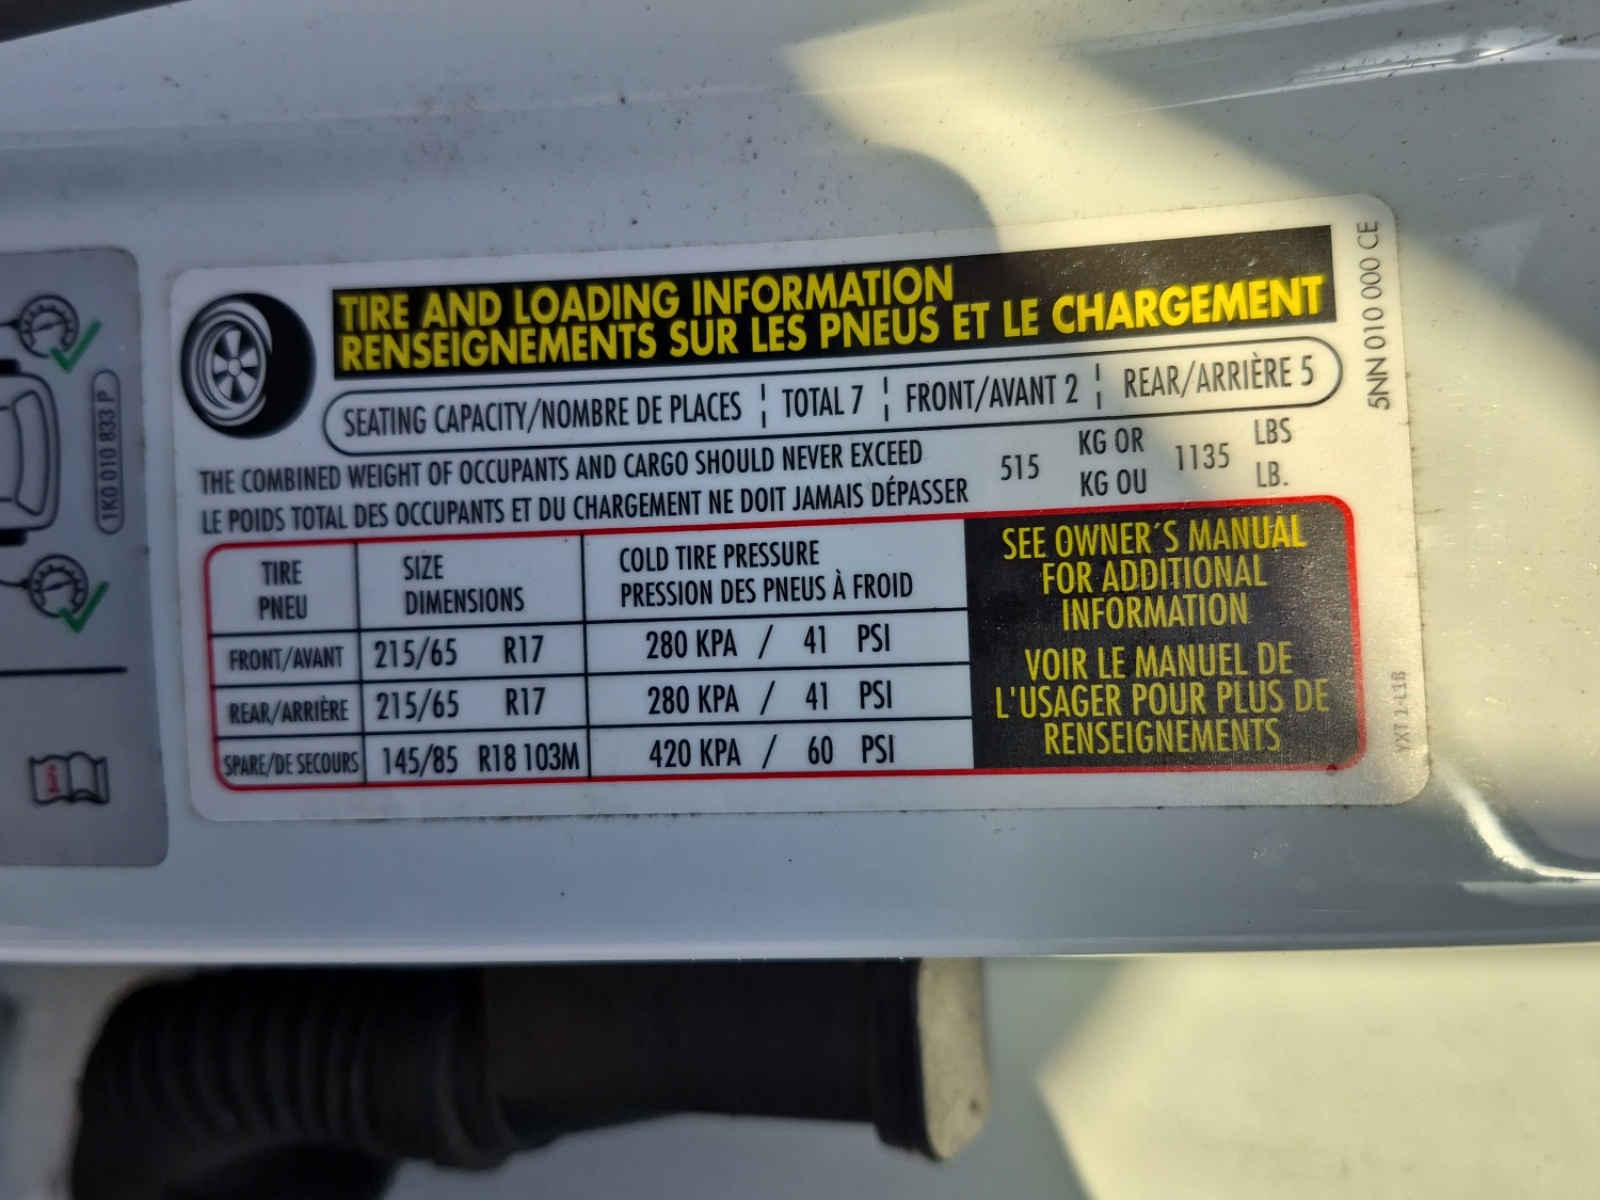 TIRE AND LOADING INFORMATION
RENSEIGNEMENTS SUR LES PNEUS ET LE CHARGEMENT
SEATING CAPACITY/NOMBRE DE PLACES ¦ TOTAL 7 ¦ FRONT/AVANT 2 ¦ REAR/ARRIÈRE 5
THE COMBINED WEIGHT OF OCCUPANTS AND CARGO SHOULD NEVER EXCEED 515 KG OR 1135 LBS
LE POIDS TOTAL DES OCCUPANTS ET DU CHARGEMENT NE DOIT JAMAIS DÉPASSER KG OU LB.
TIRE SIZE COLD TIRE PRESSURE
PNEU DIMENSIONS PRESSION DES PNEUS À FROID
FRONT/AVANT 215/65 R17 280 KPA / 41 PSI
REAR/ARRIÈRE 215/65 R17 280 KPA / 41 PSI
SPARE/DE SECOURS 145/85 R18 103M 420 KPA / 60 PSI
SEE OWNER´S MANUAL
FOR ADDITIONAL
INFORMATION
VOIR LE MANUEL DE
L'USAGER POUR PLUS DE
RENSEIGNEMENTS
5NN 010 000 CE
YXT 1-L1B
1K0 010 833 P